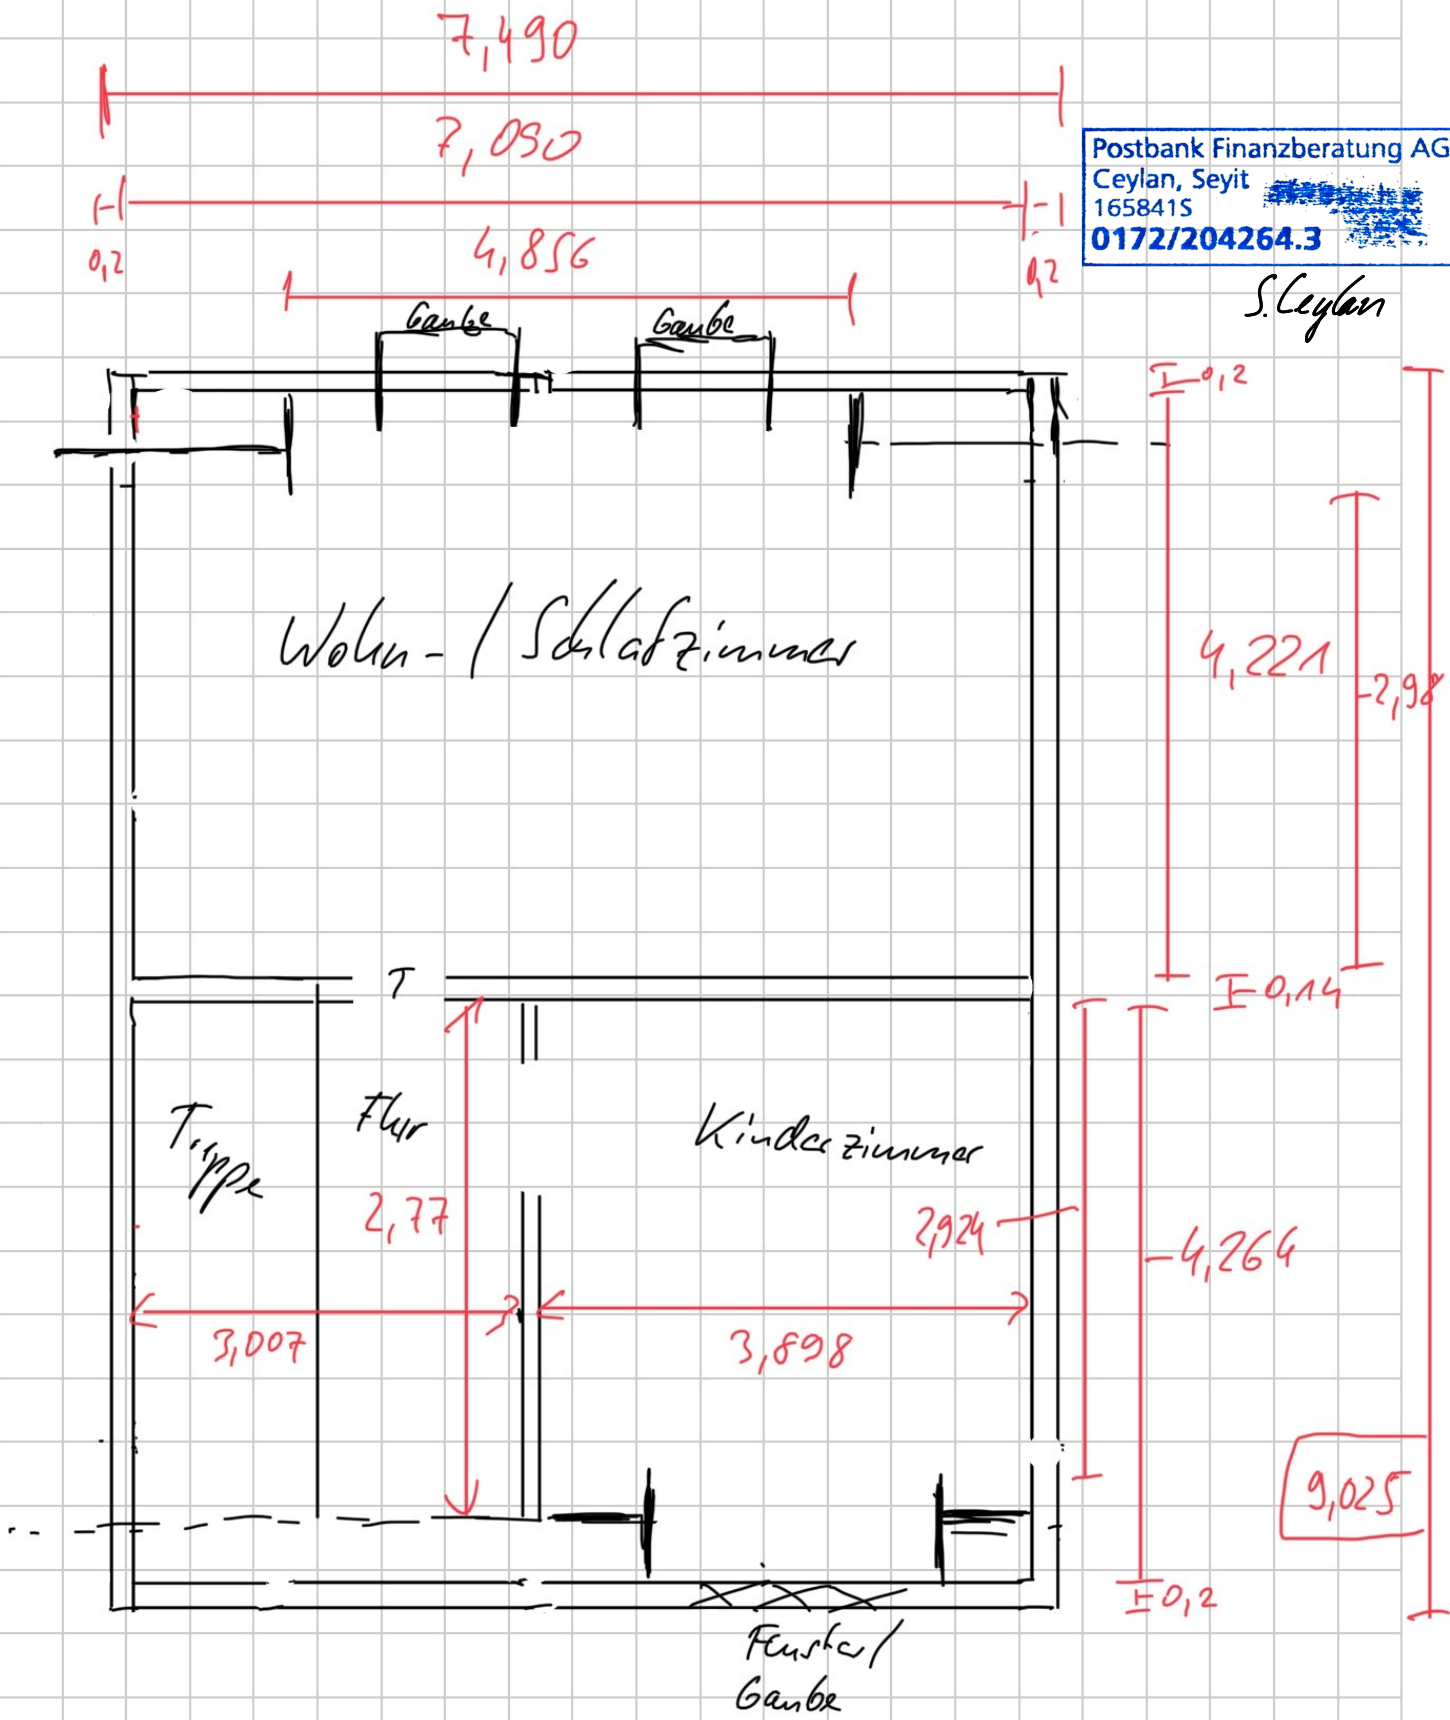 7,490
7,090
0,2
4,856
0,2
Postbank Finanzberatung AG
Ceylan, Seyit
165841S
0172/204264.3
S. Ceylan
Gaube
Gaube
0,2
Wohn-/Schlafzimmer
4,221
2,98
T
0,14
Treppe
Flur
Kinderzimmer
2,77
2,924
4,264
3,007
3,898
9,025
0,2
Fenster/
Gaube